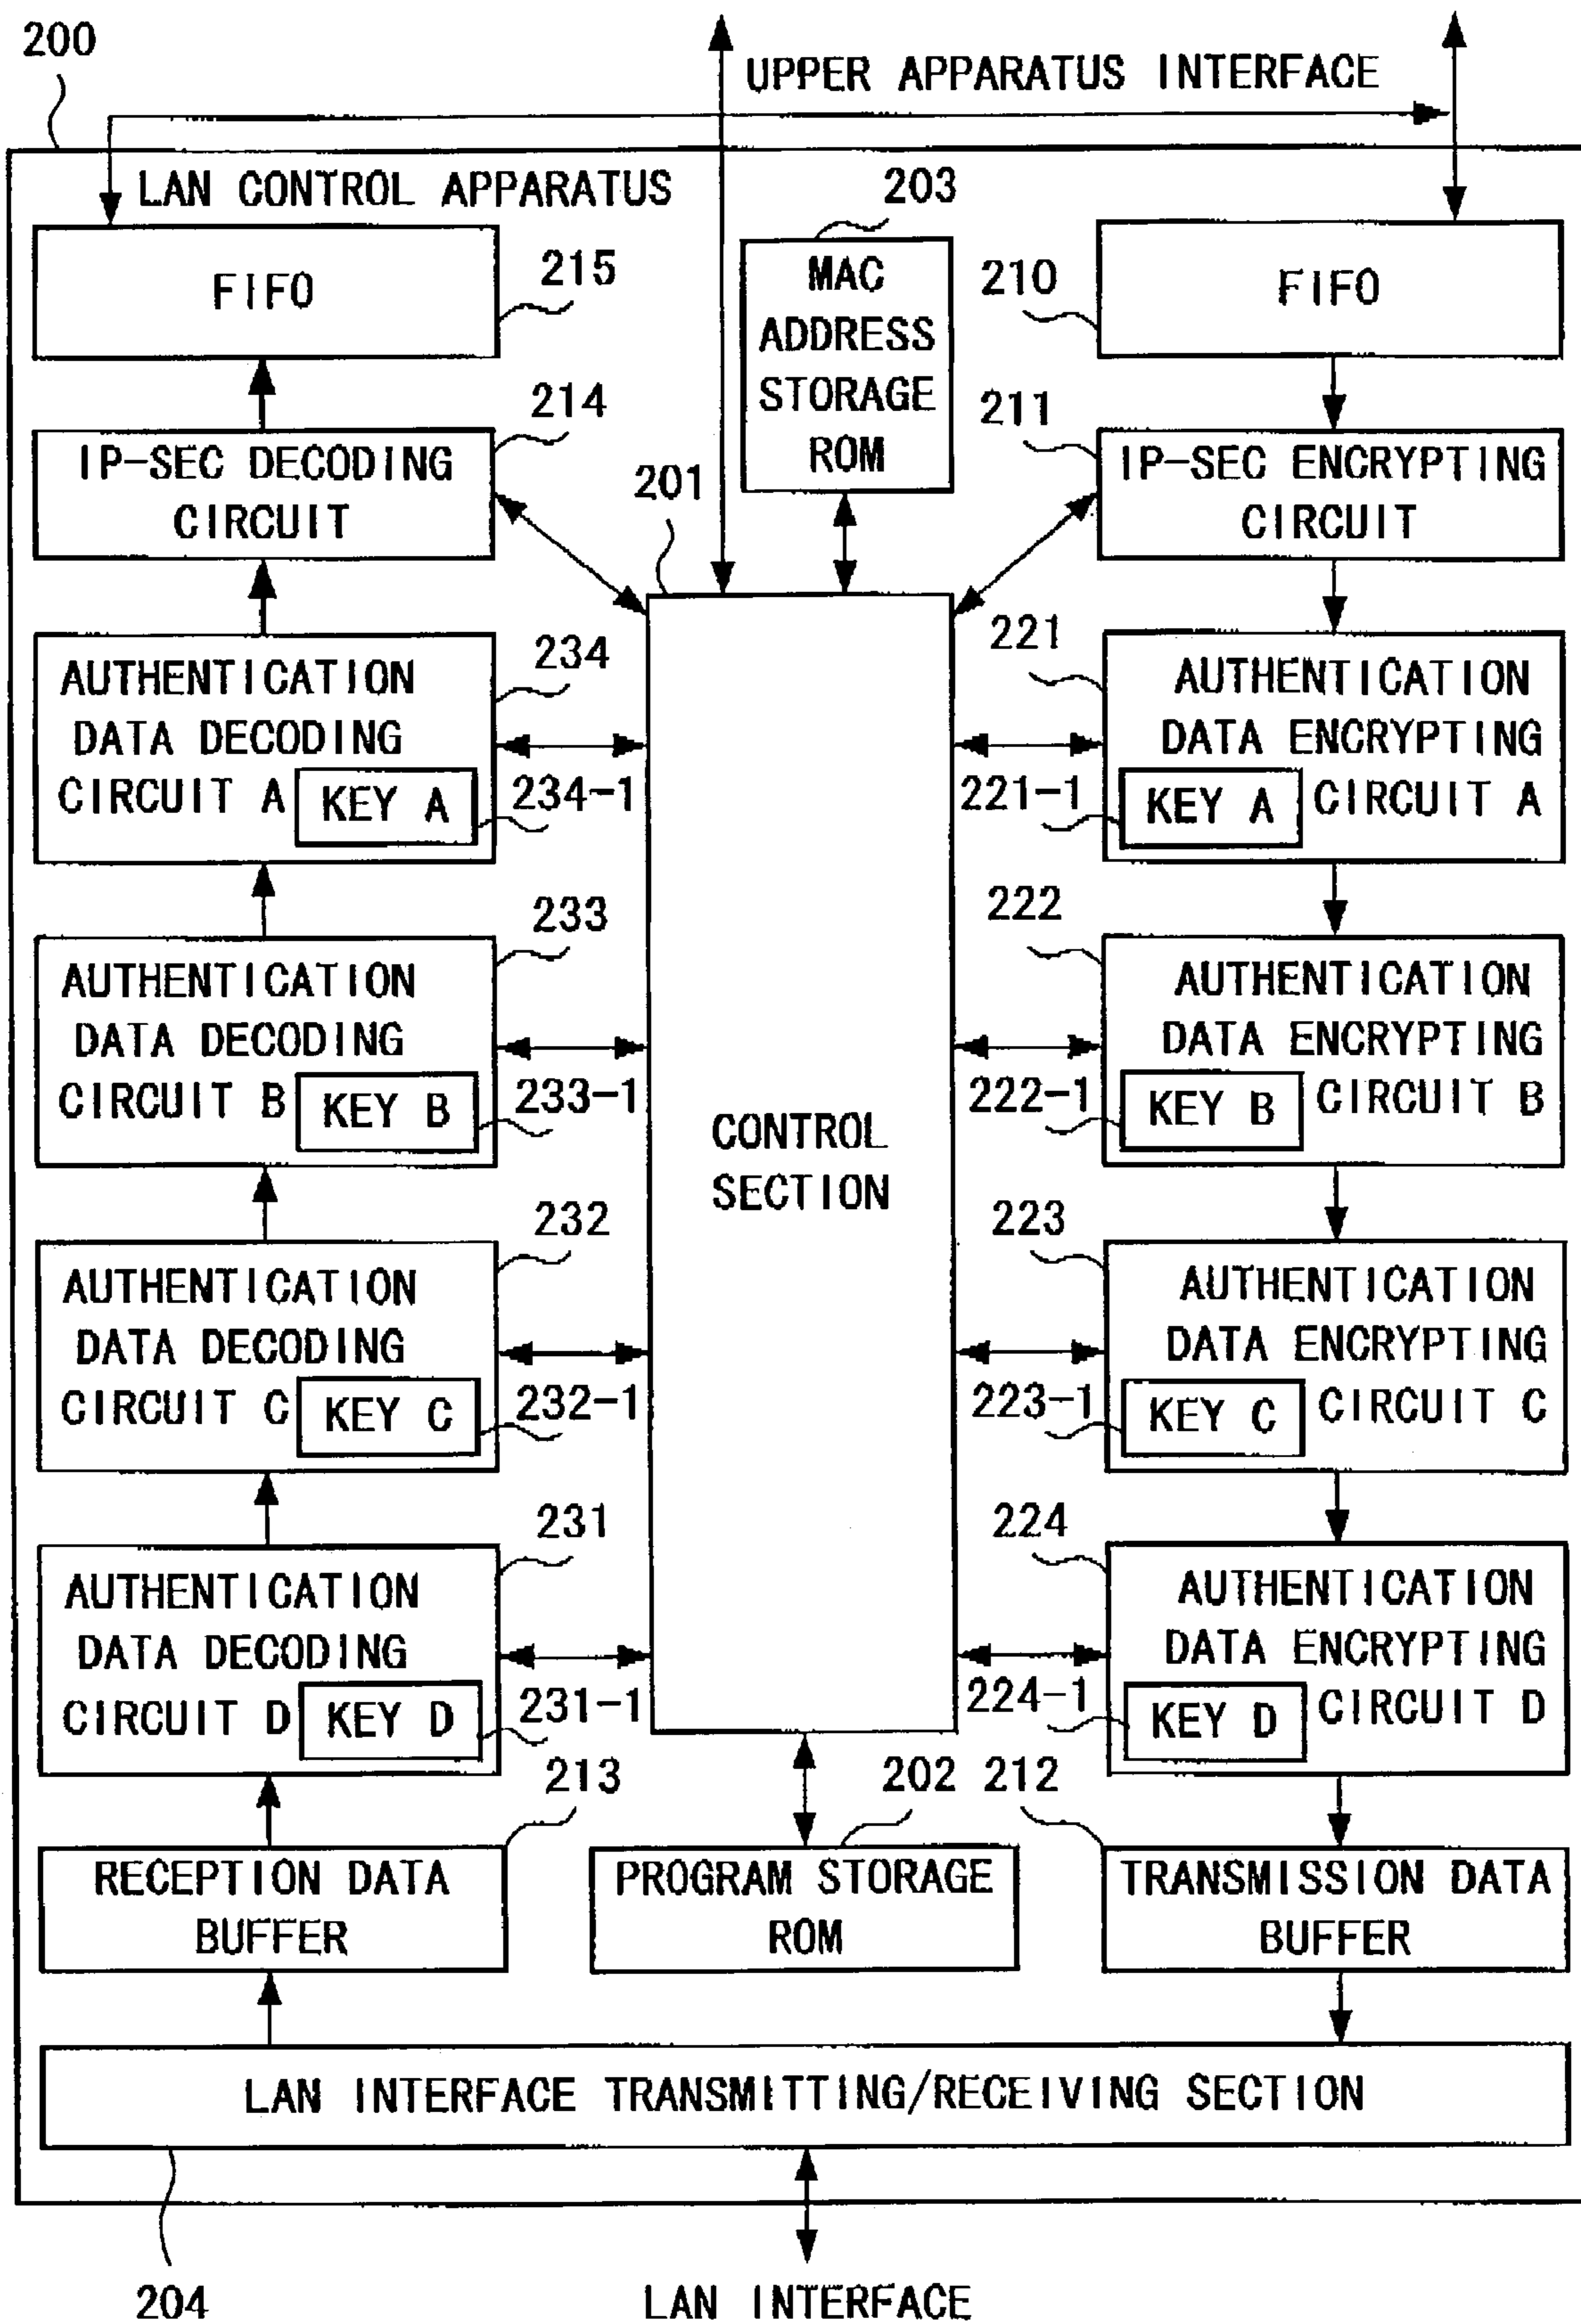 200
UPPER APPARATUS INTERFACE
LAN CONTROL APPARATUS
203
FIFO
215
MAC
ADDRESS
STORAGE
ROM
210
FIFO
214
IP-SEC DECODING
CIRCUIT
201
211
IP-SEC ENCRYPTING
CIRCUIT
234
AUTHENTICATION
DATA DECODING
CIRCUIT A
KEY A
234-1
221
AUTHENTICATION
DATA ENCRYPTING
CIRCUIT A
221-1
KEY A
233
AUTHENTICATION
DATA DECODING
CIRCUIT B
KEY B
233-1
222
AUTHENTICATION
DATA ENCRYPTING
CIRCUIT B
222-1
KEY B
CONTROL
SECTION
232
AUTHENTICATION
DATA DECODING
CIRCUIT C
KEY C
232-1
223
AUTHENTICATION
DATA ENCRYPTING
CIRCUIT C
223-1
KEY C
231
AUTHENTICATION
DATA DECODING
CIRCUIT D
KEY D
231-1
224
AUTHENTICATION
DATA ENCRYPTING
CIRCUIT D
224-1
KEY D
213
RECEPTION DATA
BUFFER
202
PROGRAM STORAGE
ROM
212
TRANSMISSION DATA
BUFFER
LAN INTERFACE TRANSMITTING/RECEIVING SECTION
204
LAN INTERFACE